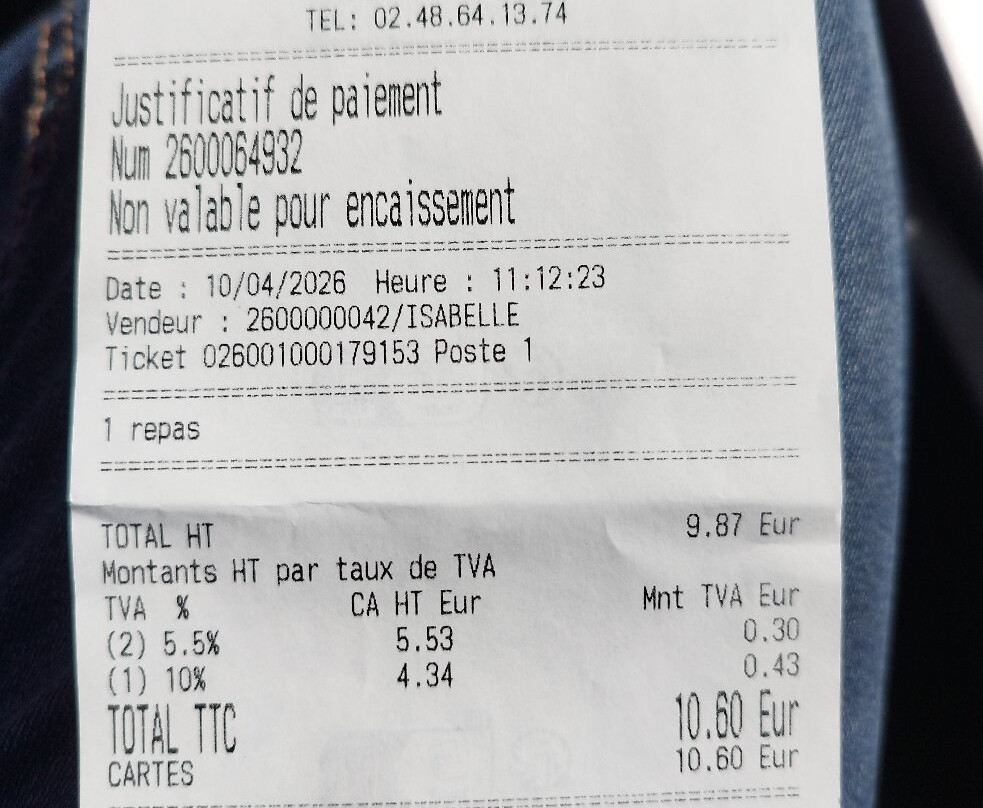 TEL: 02.48.64.13.74
Justificatif de paiement
Num 2600064932
Non valable pour encaissement
Date : 10/04/2026 Heure : 11:12:23
Vendeur : 2600000042/ISABELLE
Ticket 026001000179153 Poste 1
1 repas
TOTAL HT 9.87 Eur
Montants HT par taux de TVA
TVA % CA HT Eur Mnt TVA Eur
(2) 5.5% 5.53 0.30
(1) 10% 4.34 0.43
TOTAL TTC 10.60 Eur
CARTES 10.60 Eur